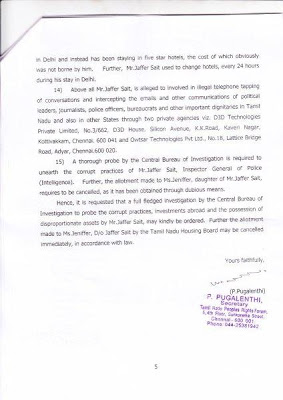 in Delhi and instead has been staying in five star hotels, the cost of which obviously
was not borne by him. Further, Mr.Jaffer Sait used to change hotels, every 24 hours
during his stay in Delhi.
14) Above all Mr.Jaffer Sait, is alleged to involved in illegal telephone tapping
of conversations and intercepting the emails and other communications of political
leaders, journalists, police officers, bureucrats and other important dignitaries in Tamil
Nadu and also in other States through two private agencies viz. D3D Technologies
Private Limited, No.3/662, D3D House, Silicon Avenue, K.K.Road, Kaveri Nagar,
Kottivakkam, Chennai. 600 041 and Owtsar Technologies Pvt Ltd., No.18, Lattice Bridge
Road, Adyar, Chennai.600 020.
15) A thorough probe by the Central Bureau of Investigation is required to
unearth the corrupt practices of Mr.Jaffer Sait, Inspector General of Police
(Intelligence). Further, the allotment made to Ms.Jeniffer, daughter of Mr.Jaffar Sait,
requires to be cancelled, as it has been obtained through dubious means.
Hence, it is requested that a full fledged investigation by the Central Bureau of
Investigation to probe the corrupt practices, investments abroad and the possession of
disproportionate assets by Mr.Jaffer Sait, may kindly be ordered. Further the allotment
made to Ms.Jenniffer, D/o Jaffer Sait by the Tamil Nadu Housing Board may be cancelled
immediately, in accordance with law.
Yours faithfully,
(P.Pugalenthi)
P. PUGALENTHI,
Secretary
Tamil Nadu Peoples Rights Forum,
Chennai - 600 001.
Phone: 044-25361942
5